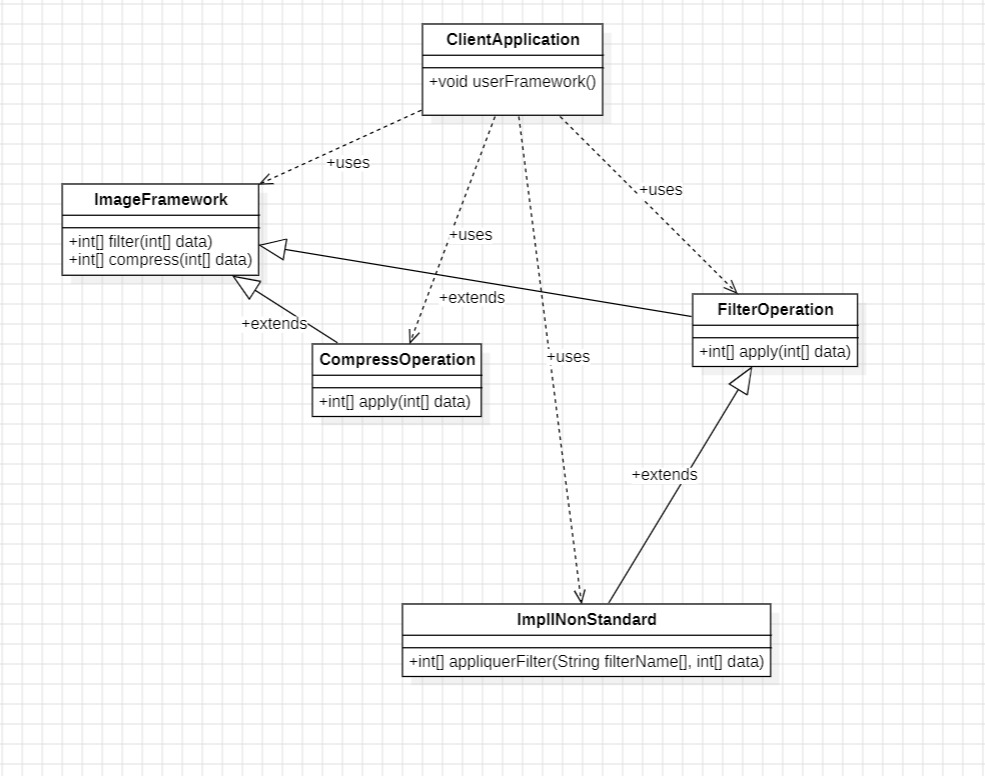 ClientApplication
+void userFramework()
+uses
ImageFramework
+int[] filter(int[] data)
+int[] compress(int[] data)
+uses
+uses
+extends
FilterOperation
+int[] apply(int[] data)
+extends
CompressOperation
+int[] apply(int[] data)
+uses
+extends
ImplINonStandard
+int[] appliquerFilter(String filterName[], int[] data)